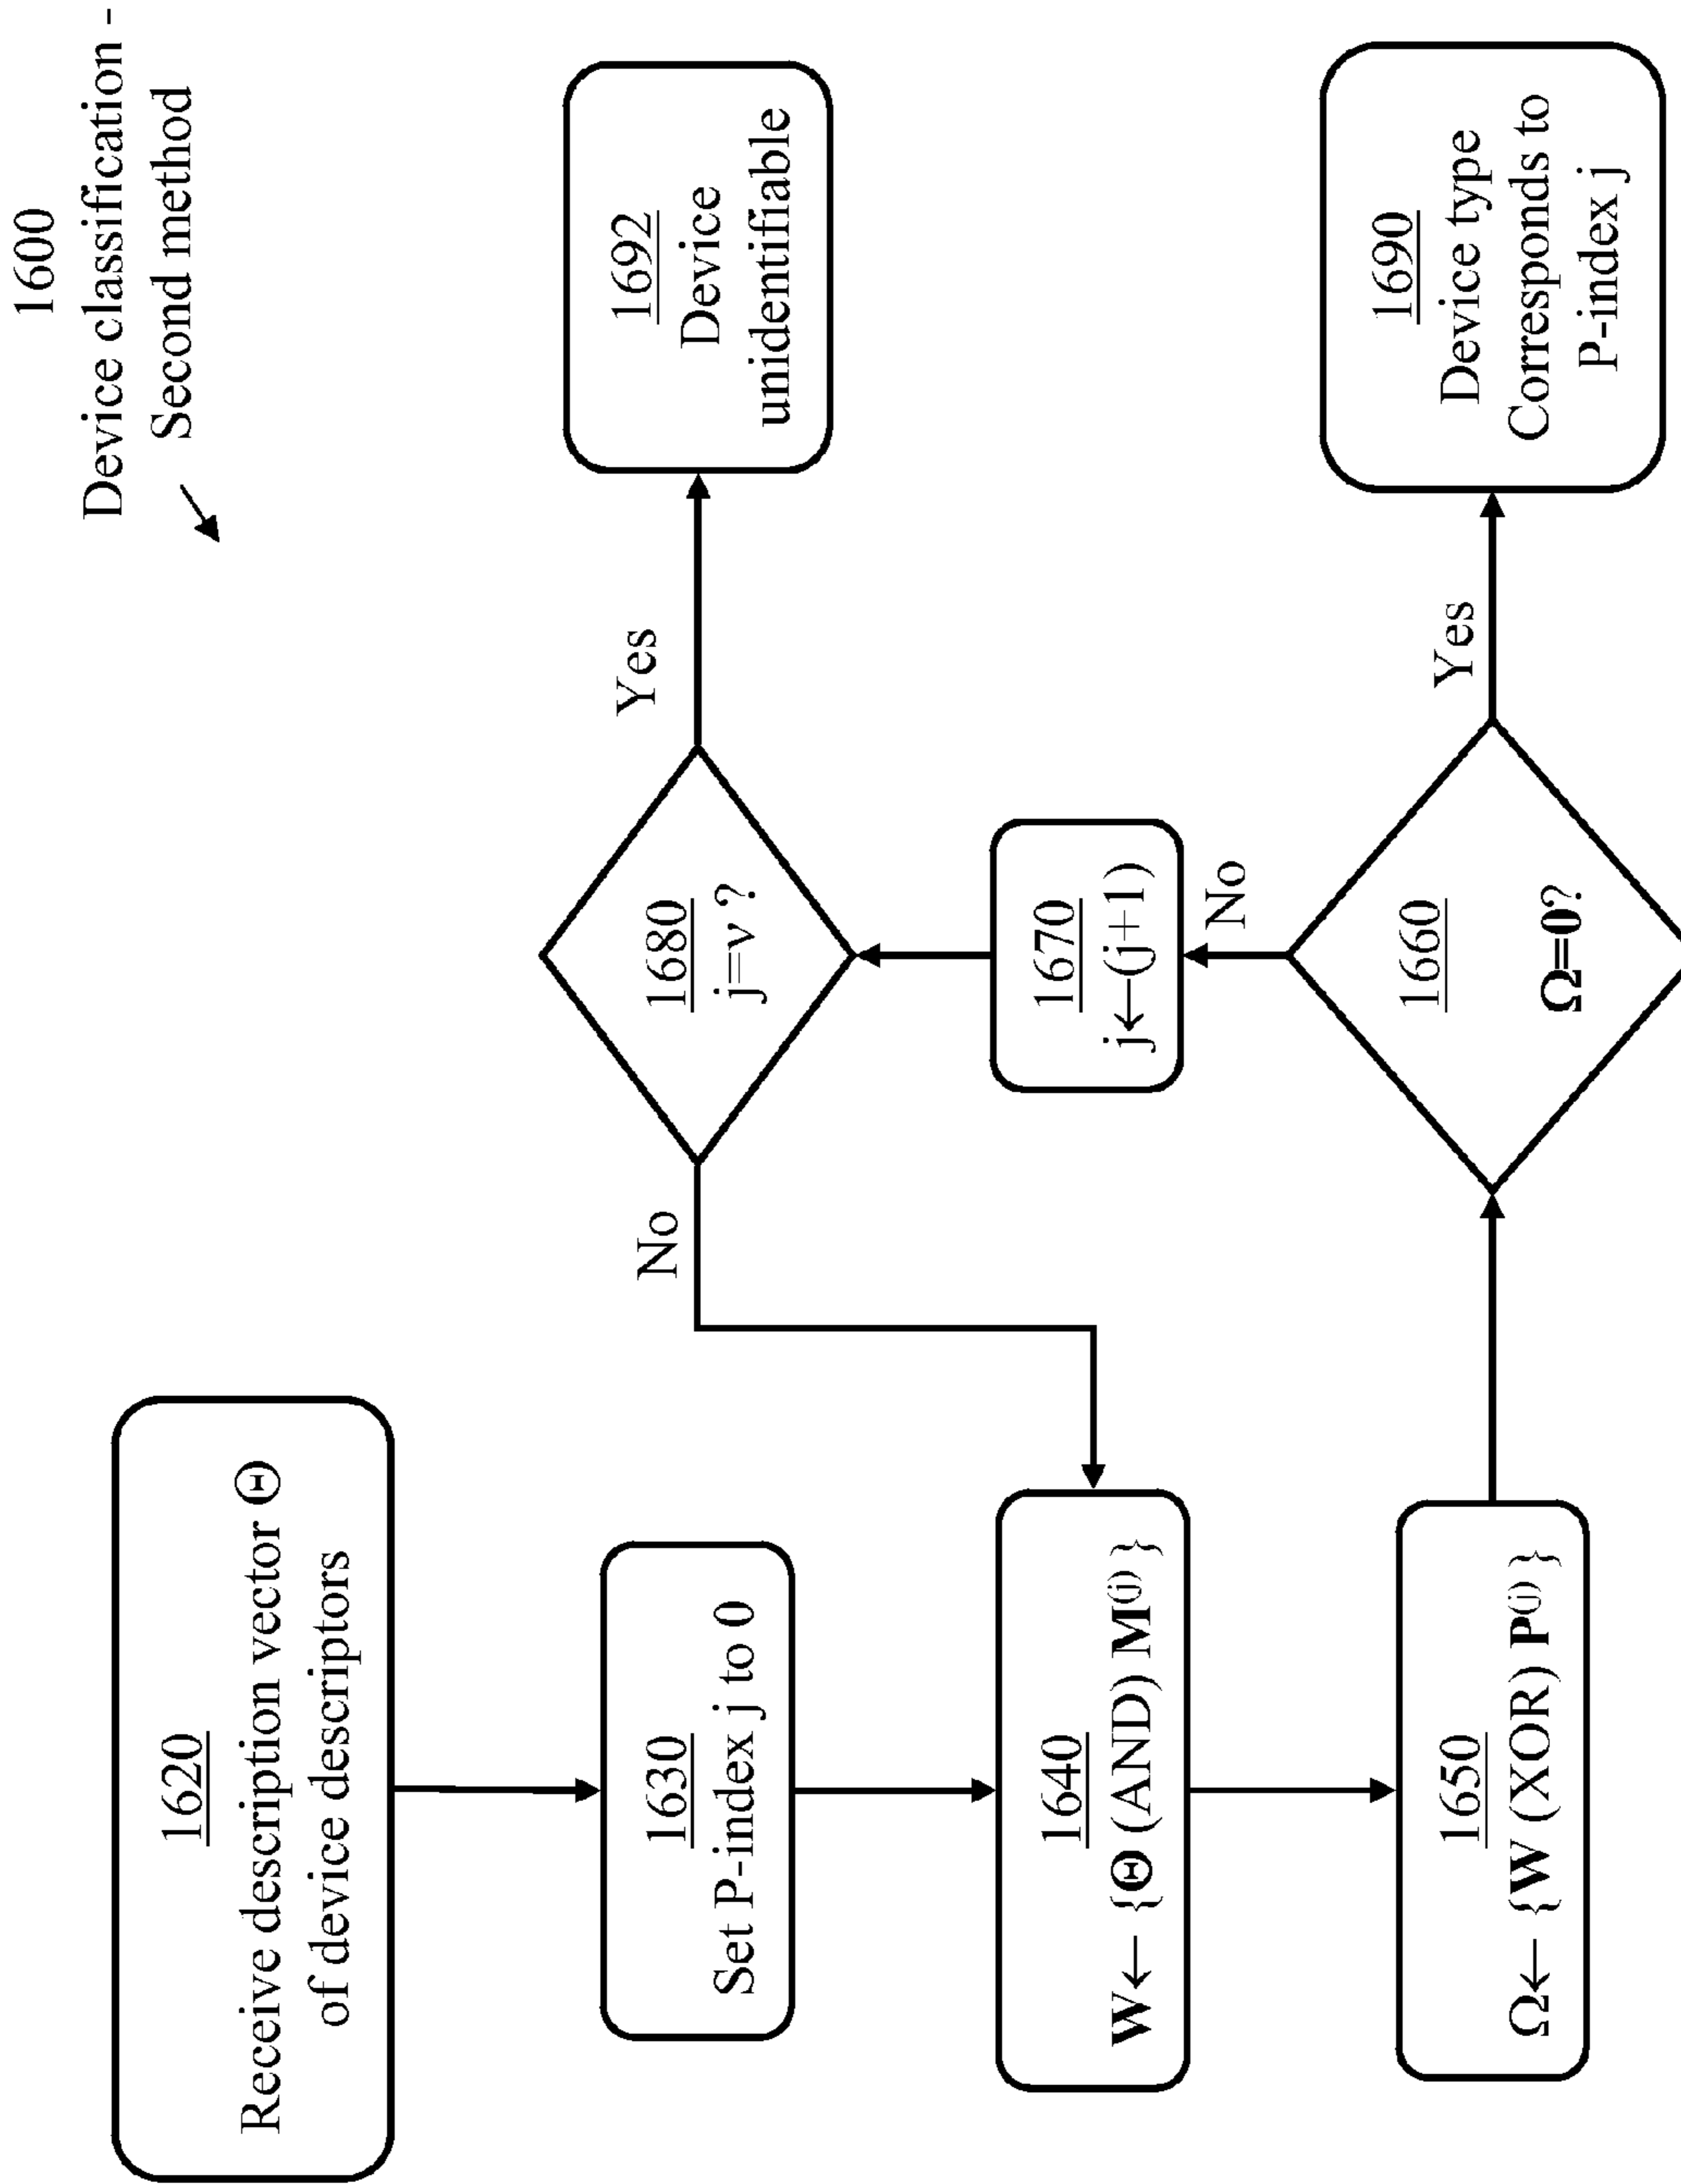 1600
Device classification -
Second method
1620
Receive description vector Θ
of device descriptors
1630
Set P-index j to 0
1640
W← {Θ (AND) M(j)}
1650
Ω← {W (XOR) P(j) }
1660
Ω=0?
Yes
No
1670
j←(j+1)
1680
j=ν ?
Yes
No
1692
Device
unidentifiable
1690
Device type
Corresponds to
P-index j